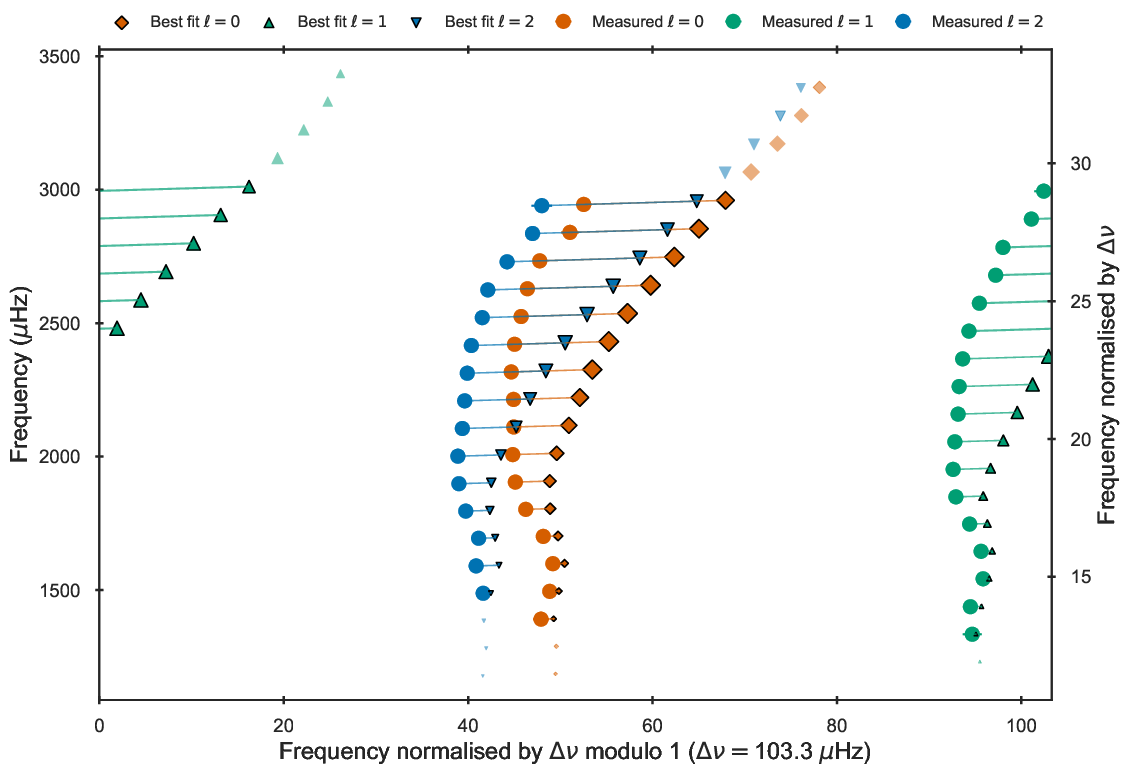 Best fit ℓ = 0 Best fit ℓ = 1 Best fit ℓ = 2 Measured ℓ = 0 Measured ℓ = 1 Measured ℓ = 2
3500
3000
2500
2000
1500
Frequency (μHz)
30
25
20
15
Frequency normalised by Δν
0 20 40 60 80 100
Frequency normalised by Δν modulo 1 (Δν = 103.3 μHz)